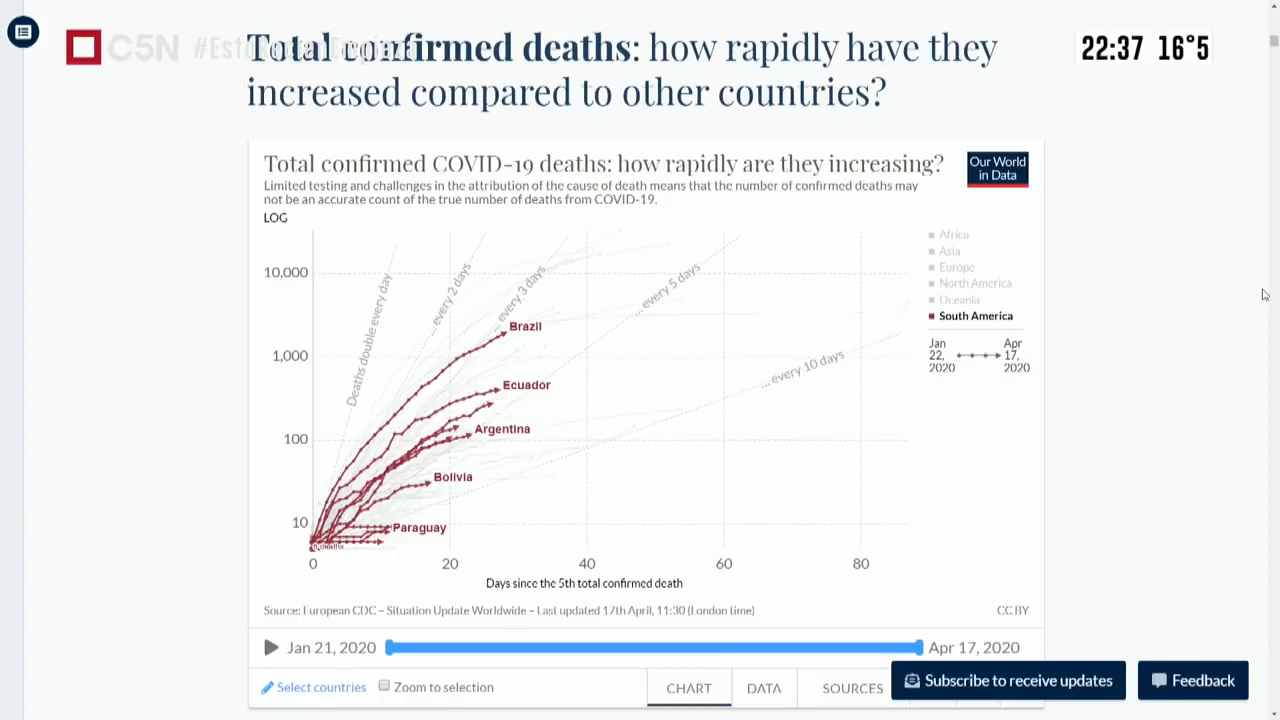 C5N
22:37 16°5
Total confirmed deaths: how rapidly have they
increased compared to other countries?
Total confirmed COVID-19 deaths: how rapidly are they increasing?
Our World
in Data
Limited testing and challenges in the attribution of the cause of death means that the number of confirmed deaths may
not be an accurate count of the true number of deaths from COVID-19.
LOG
10,000
1,000
100
10
Deaths double every day
...every 2 days
...every 3 days
...every 5 days
...every 10 days
Brazil
Ecuador
Argentina
Bolivia
Paraguay
0
20
40
60
80
Days since the 5th total confirmed death
Africa
Asia
Europe
North America
Oceania
South America
Jan
22,
2020
Apr
17,
2020
Source: European CDC – Situation Update Worldwide – Last updated 17th April, 11:30 (London time)
CC BY
Jan 21, 2020
Apr 17, 2020
Select countries
Zoom to selection
CHART
DATA
SOURCES
Subscribe to receive updates
Feedback